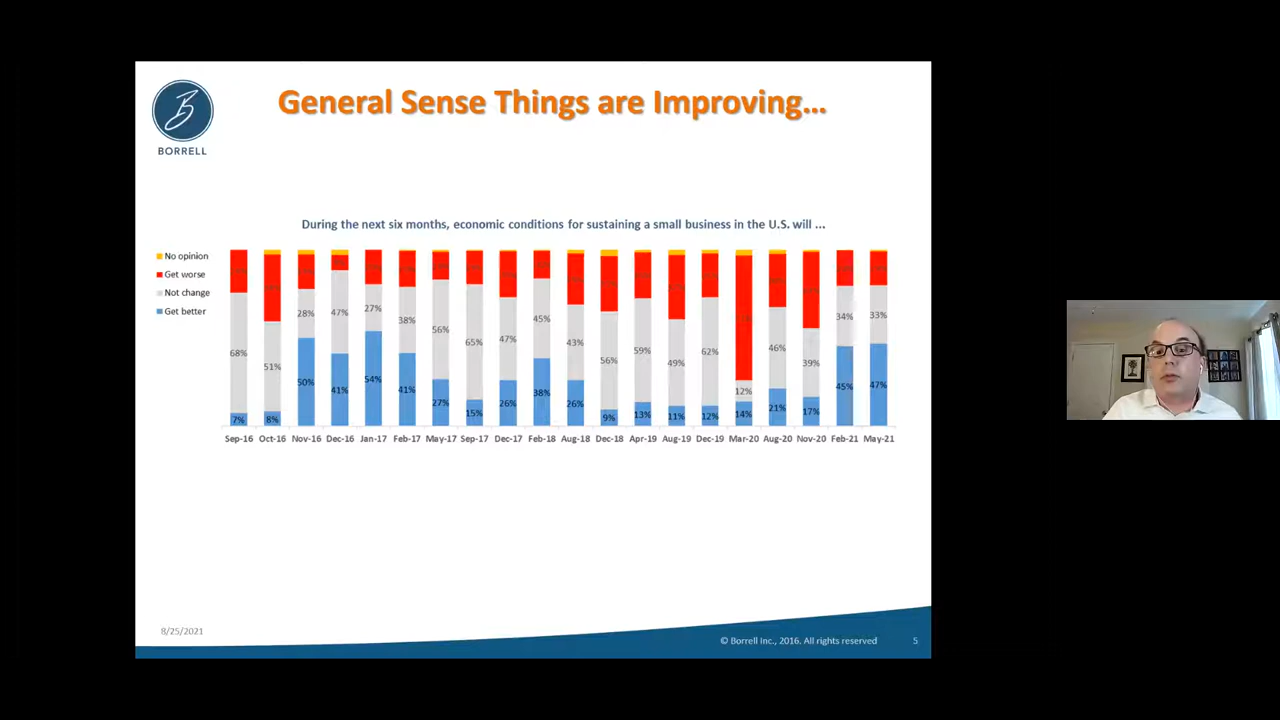 General Sense Things are Improving...
BORRELL
During the next six months, economic conditions for sustaining a small business in the U.S. will ...
No opinion
Get worse
Not change
Get better
68% 51% 28% 47% 27% 38% 56% 65% 47% 45% 43% 56% 59% 49% 62% 12% 46% 39% 34% 33%
7% 8% 50% 41% 54% 41% 27% 15% 26% 38% 26% 9% 13% 11% 12% 14% 21% 17% 45% 47%
Sep-16 Oct-16 Nov-16 Dec-16 Jan-17 Feb-17 May-17 Sep-17 Dec-17 Feb-18 Aug-18 Dec-18 Apr-19 Aug-19 Dec-19 Mar-20 Aug-20 Nov-20 Feb-21 May-21
8/25/2021
© Borrell Inc., 2016. All rights reserved
5